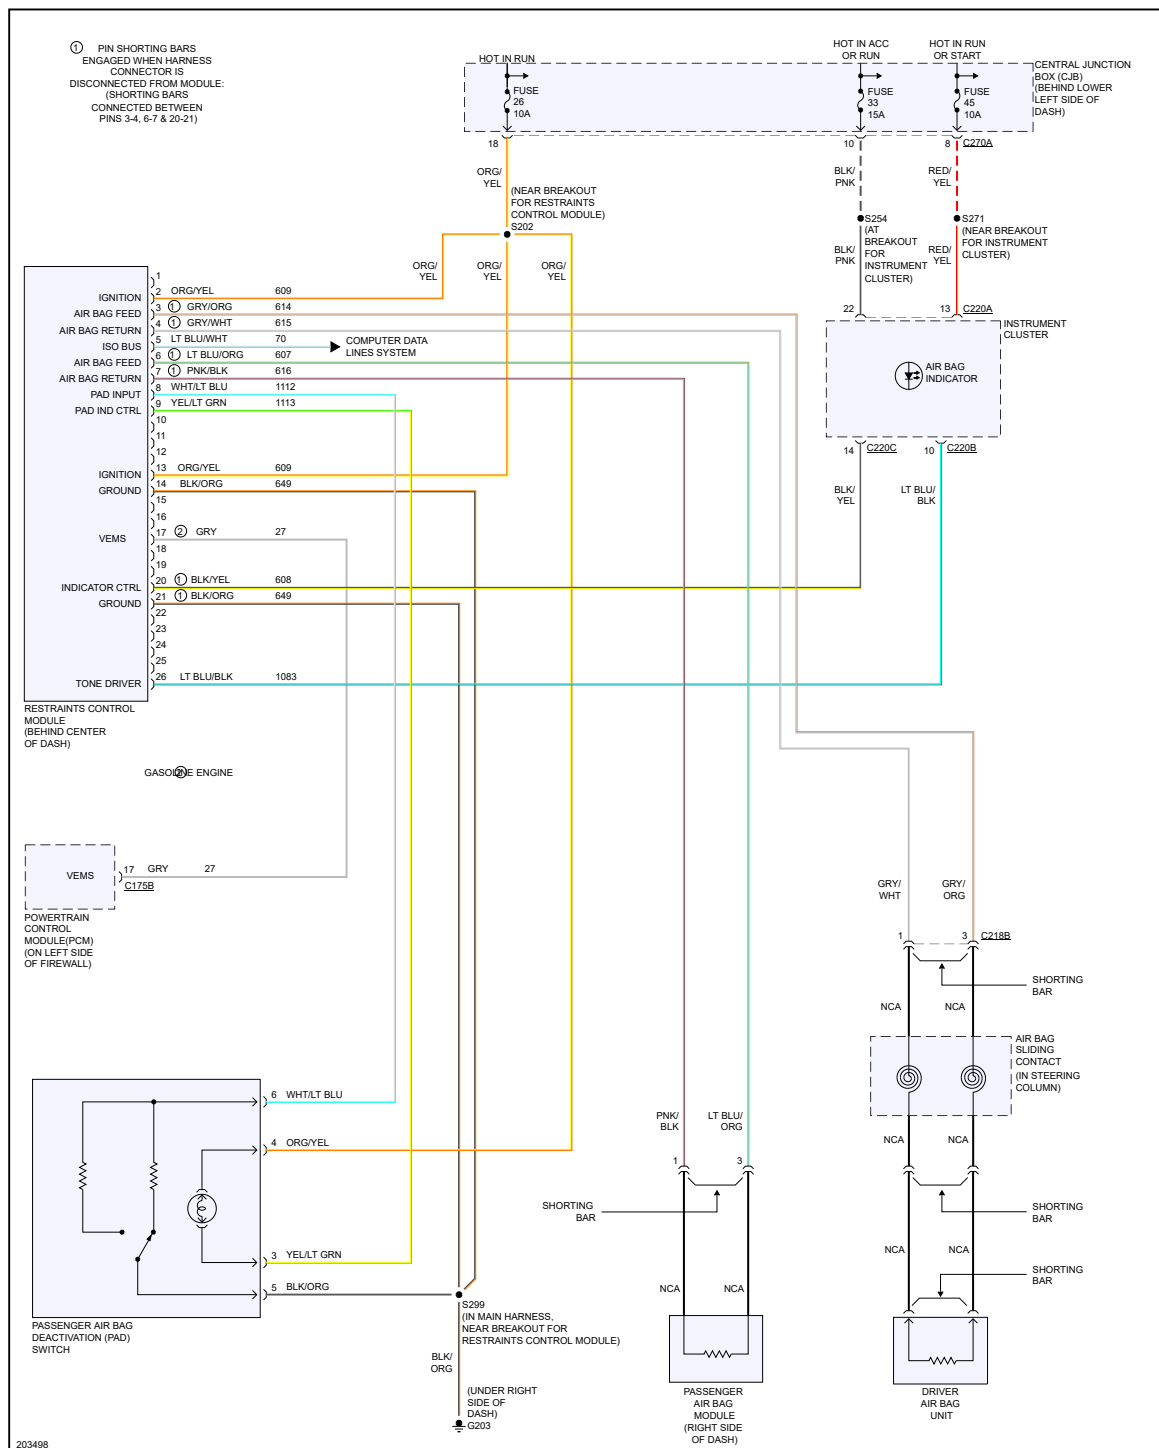 1 PIN SHORTING BARS
ENGAGED WHEN HARNESS
CONNECTOR IS
DISCONNECTED FROM MODULE:
(SHORTING BARS
CONNECTED BETWEEN
PINS 3-4, 6-7 & 20-21)
HOT IN RUN
HOT IN ACC
OR RUN
HOT IN RUN
OR START
FUSE
26
10A
FUSE
33
15A
FUSE
45
10A
CENTRAL JUNCTION
BOX (CJB)
(BEHIND LOWER
LEFT SIDE OF
DASH)
18
10
8
C270A
ORG/
YEL
BLK/
PNK
RED/
YEL
(NEAR BREAKOUT
FOR RESTRAINTS
CONTROL MODULE)
S202
S254
(AT
BREAKOUT
FOR
INSTRUMENT
CLUSTER)
S271
(NEAR BREAKOUT
FOR INSTRUMENT
CLUSTER)
ORG/
YEL
ORG/
YEL
ORG/
YEL
BLK/
PNK
RED/
YEL
22
13
C220A
INSTRUMENT
CLUSTER
AIR BAG
INDICATOR
14
C220C
10
C220B
BLK/
YEL
LT BLU/
BLK
1
IGNITION 2 ORG/YEL 609
AIR BAG FEED 3 1 GRY/ORG 614
AIR BAG RETURN 4 1 GRY/WHT 615
ISO BUS 5 LT BLU/WHT 70
COMPUTER DATA
LINES SYSTEM
AIR BAG FEED 6 1 LT BLU/ORG 607
AIR BAG RETURN 7 1 PNK/BLK 616
PAD INPUT 8 WHT/LT BLU 1112
PAD IND CTRL 9 YEL/LT GRN 1113
10
11
12
IGNITION 13 ORG/YEL 609
GROUND 14 BLK/ORG 649
15
16
VEMS 17 2 GRY 27
18
19
INDICATOR CTRL 20 1 BLK/YEL 608
GROUND 21 1 BLK/ORG 649
22
23
24
25
TONE DRIVER 26 LT BLU/BLK 1083
RESTRAINTS CONTROL
MODULE
(BEHIND CENTER
OF DASH)
2 GASOLINE ENGINE
VEMS 17 GRY 27
C175B
POWERTRAIN
CONTROL
MODULE(PCM)
(ON LEFT SIDE
OF FIREWALL)
GRY/
WHT
GRY/
ORG
1
3
C218B
SHORTING
BAR
NCA
NCA
AIR BAG
SLIDING
CONTACT
(IN STEERING
COLUMN)
NCA
NCA
SHORTING
BAR
NCA
NCA
SHORTING
BAR
DRIVER
AIR BAG
UNIT
6 WHT/LT BLU
4 ORG/YEL
3 YEL/LT GRN
5 BLK/ORG
PASSENGER AIR BAG
DEACTIVATION (PAD)
SWITCH
S299
(IN MAIN HARNESS,
NEAR BREAKOUT FOR
RESTRAINTS CONTROL MODULE)
BLK/
ORG
(UNDER RIGHT
SIDE OF
DASH)
G203
PNK/
BLK
LT BLU/
ORG
1
3
SHORTING
BAR
NCA
NCA
PASSENGER
AIR BAG
MODULE
(RIGHT SIDE
OF DASH)
203498